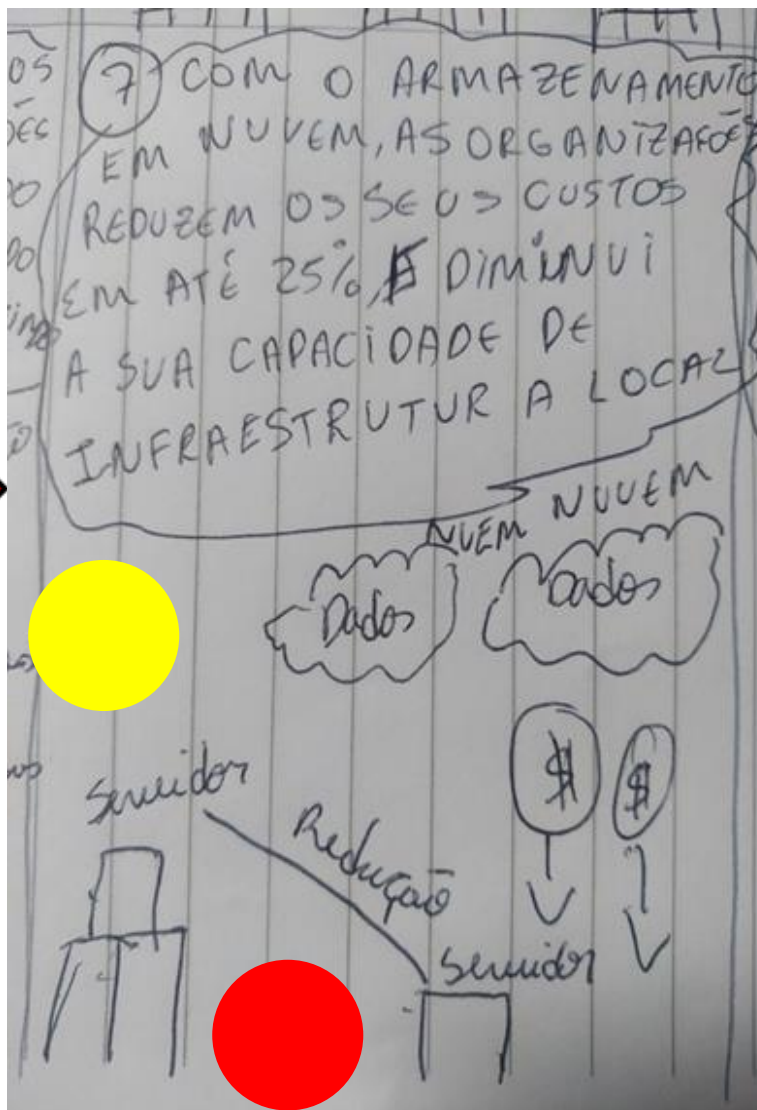 7 COM O ARMAZENAMENTO
EM NUVEM, AS ORGANIZAÇÕES
REDUZEM OS SEUS CUSTOS
EM ATÉ 25%, E DIMINUI
A SUA CAPACIDADE DE
INFRAESTRUTURA LOCAL
NUEM NUVEM
Dados Dados
$ $
Servidor
Redução
Servidor